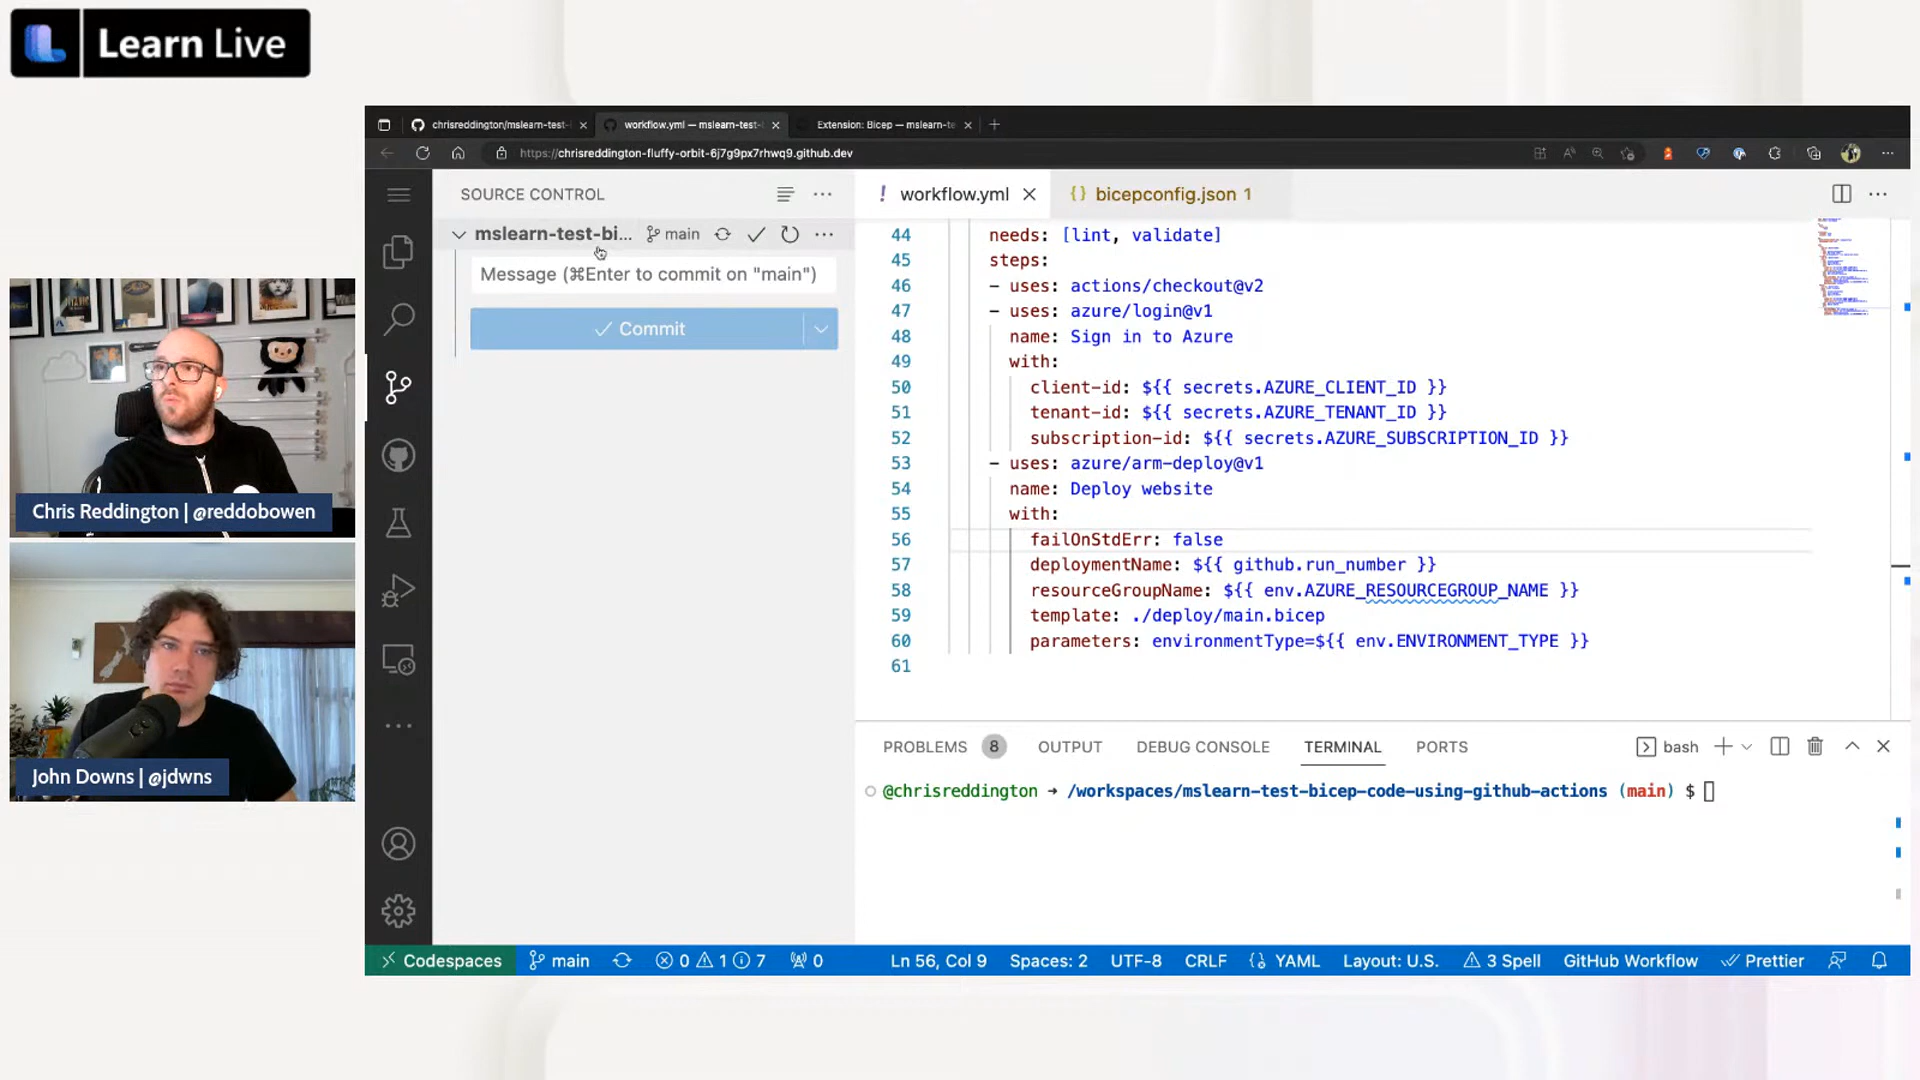 Learn Live
chrisreddington/mslearn-test-
workflow.yml — mslearn-test-
Extension: Bicep — mslearn-te
https://chrisreddington-fluffy-orbit-6j7g9px7rhwq9.github.dev
SOURCE CONTROL
mslearn-test-bi... main
Message (⌘Enter to commit on "main")
Commit
workflow.yml
{} bicepconfig.json 1
44 needs: [lint, validate]
45 steps:
46 - uses: actions/checkout@v2
47 - uses: azure/login@v1
48 name: Sign in to Azure
49 with:
50 client-id: ${{ secrets.AZURE_CLIENT_ID }}
51 tenant-id: ${{ secrets.AZURE_TENANT_ID }}
52 subscription-id: ${{ secrets.AZURE_SUBSCRIPTION_ID }}
53 - uses: azure/arm-deploy@v1
54 name: Deploy website
55 with:
56 failOnStdErr: false
57 deploymentName: ${{ github.run_number }}
58 resourceGroupName: ${{ env.AZURE_RESOURCEGROUP_NAME }}
59 template: ./deploy/main.bicep
60 parameters: environmentType=${{ env.ENVIRONMENT_TYPE }}
61
PROBLEMS 8 OUTPUT DEBUG CONSOLE TERMINAL PORTS bash
@chrisreddington → /workspaces/mslearn-test-bicep-code-using-github-actions (main) $
Codespaces main 0 1 7 0 Ln 56, Col 9 Spaces: 2 UTF-8 CRLF YAML Layout: U.S. 3 Spell GitHub Workflow Prettier
Chris Reddington | @reddobowen
John Downs | @jdwns